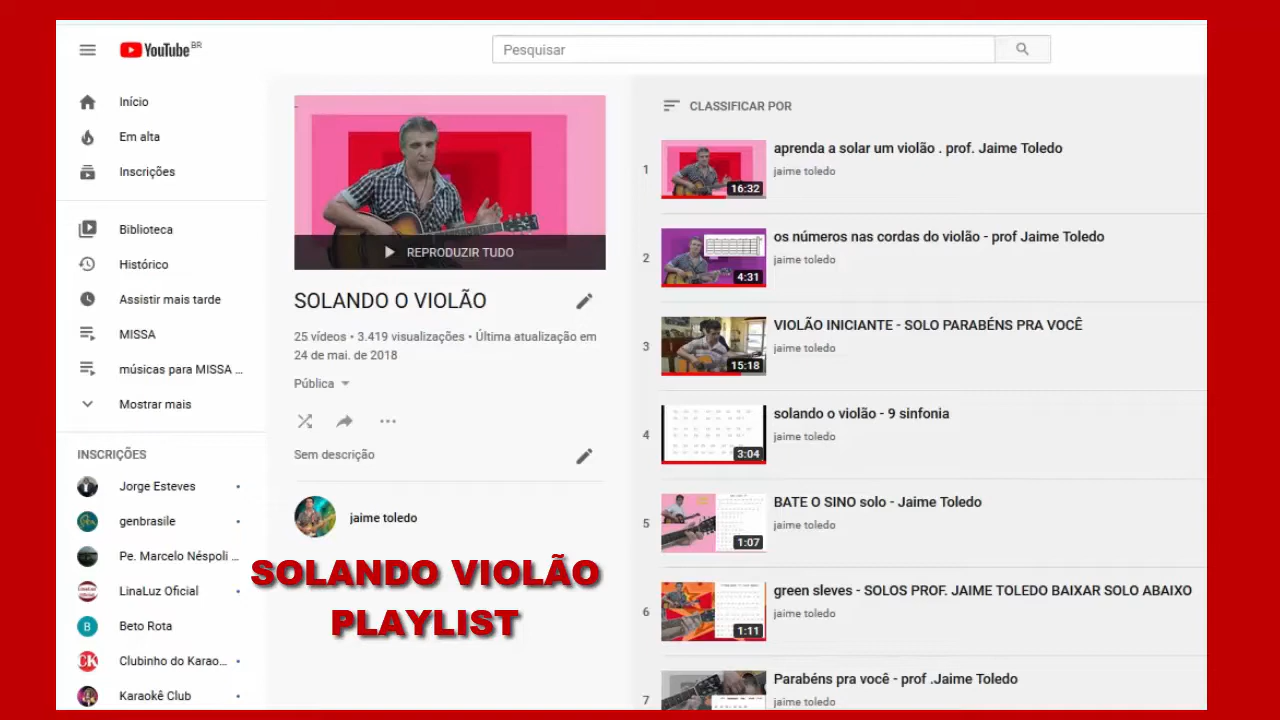 YouTube BR
Pesquisar
Início
Em alta
Inscrições
Biblioteca
Histórico
Assistir mais tarde
MISSA
músicas para MISSA ...
Mostrar mais
INSCRIÇÕES
Jorge Esteves
genbrasile
Pe. Marcelo Néspoli ...
LinaLuz Oficial
B
Beto Rota
CK
Clubinho do Karao...
Karaokê Club
REPRODUZIR TUDO
SOLANDO O VIOLÃO
25 vídeos • 3.419 visualizações • Última atualização em
24 de mai. de 2018
Pública
Sem descrição
jaime toledo
SOLANDO VIOLÃO
PLAYLIST
CLASSIFICAR POR
1
16:32
aprenda a solar um violão . prof. Jaime Toledo
jaime toledo
2
4:31
os números nas cordas do violão - prof Jaime Toledo
jaime toledo
3
15:18
VIOLÃO INICIANTE - SOLO PARABÉNS PRA VOCÊ
jaime toledo
4
3:04
solando o violão - 9 sinfonia
jaime toledo
5
1:07
BATE O SINO solo - Jaime Toledo
jaime toledo
6
1:11
green sleves - SOLOS PROF. JAIME TOLEDO BAIXAR SOLO ABAIXO
jaime toledo
7
Parabéns pra você - prof .Jaime Toledo
jaime toledo